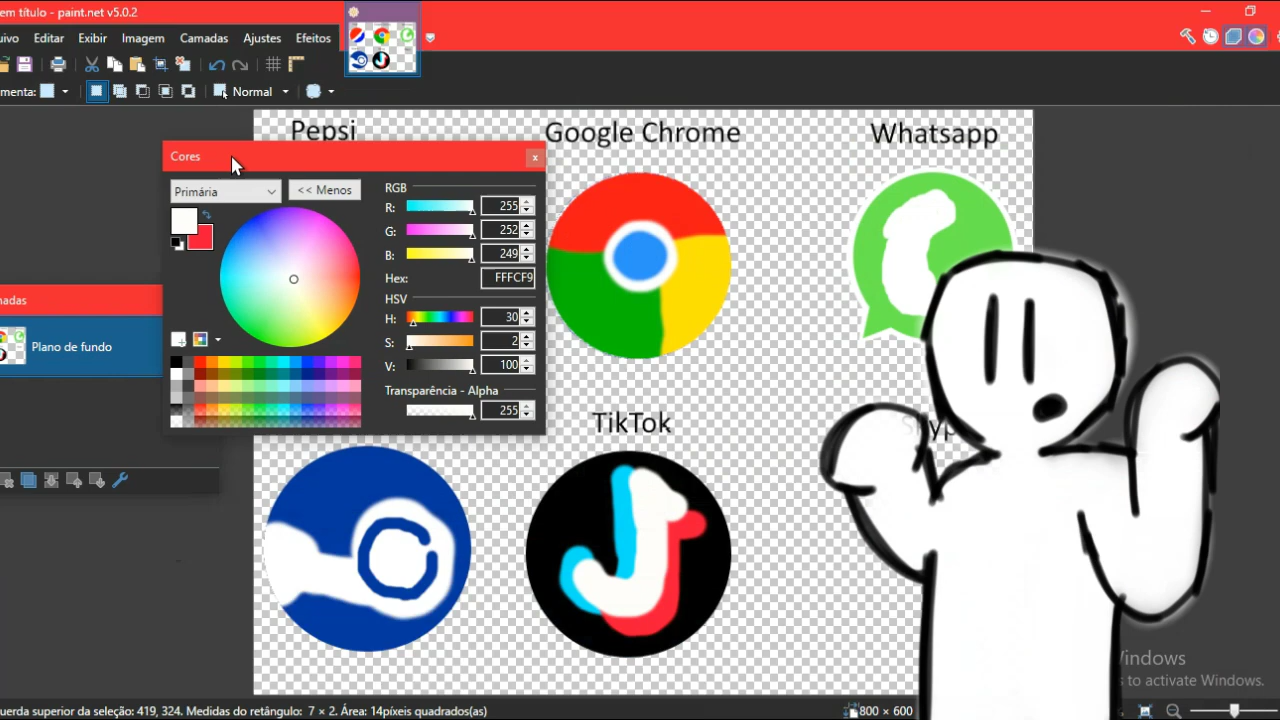 em título - paint.net v5.0.2
uivo Editar Exibir Imagem Camadas Ajustes Efeitos
menta: Normal
Pepsi Google Chrome Whatsapp
Cores
Primária << Menos
RGB
R: 255
G: 252
B: 249
Hex: FFFCF9
HSV
H: 30
S: 2
V: 100
Transparência - Alpha
255
madas
Plano de fundo
TikTok
Skyp
Windows
s to activate Windows.
uerda superior da seleção: 419, 324. Medidas do retângulo: 7 × 2. Área: 14píxeis quadrados(as)
800 × 600